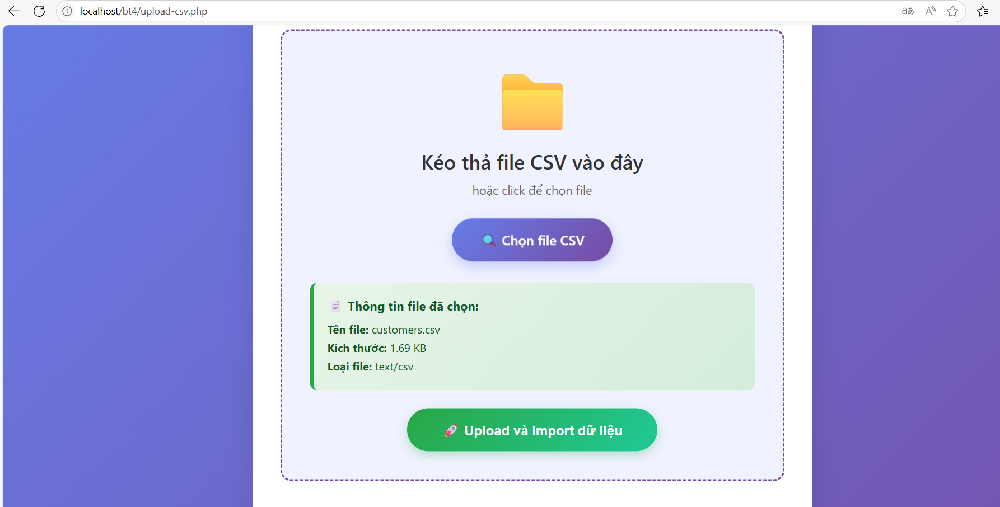 localhost/bt4/upload-csv.php
Kéo thả file CSV vào đây
hoặc click để chọn file
Chọn file CSV
Thông tin file đã chọn:
Tên file: customers.csv
Kích thước: 1.69 KB
Loại file: text/csv
Upload và Import dữ liệu